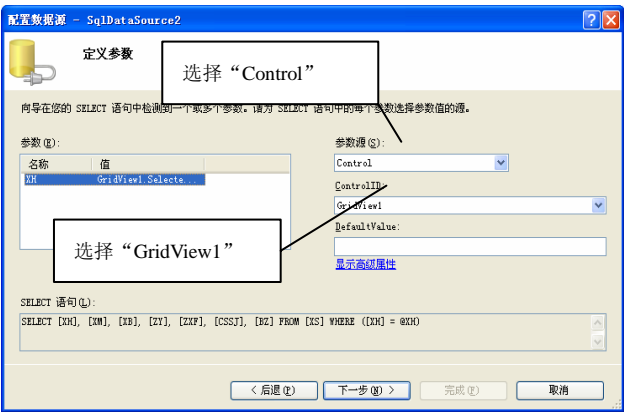 配置数据源 - SqlDataSource2
定义参数
选择“Control”
向导在您的 SELECT 语句中检测到一个或多个参数。请为 SELECT 语句中的每个参数选择参数值的源。
参数(E):
参数源(S):
名称 值
Control
XH GridView1.Selecte...
ControlID:
GridView1
DefaultValue:
选择“GridView1”
显示高级属性
SELECT 语句(L):
SELECT [XH], [XM], [XB], [ZY], [ZXF], [CSSJ], [BZ] FROM [XS] WHERE ([XH] = @XH)
< 后退(P) 下一步(N) > 完成(F) 取消